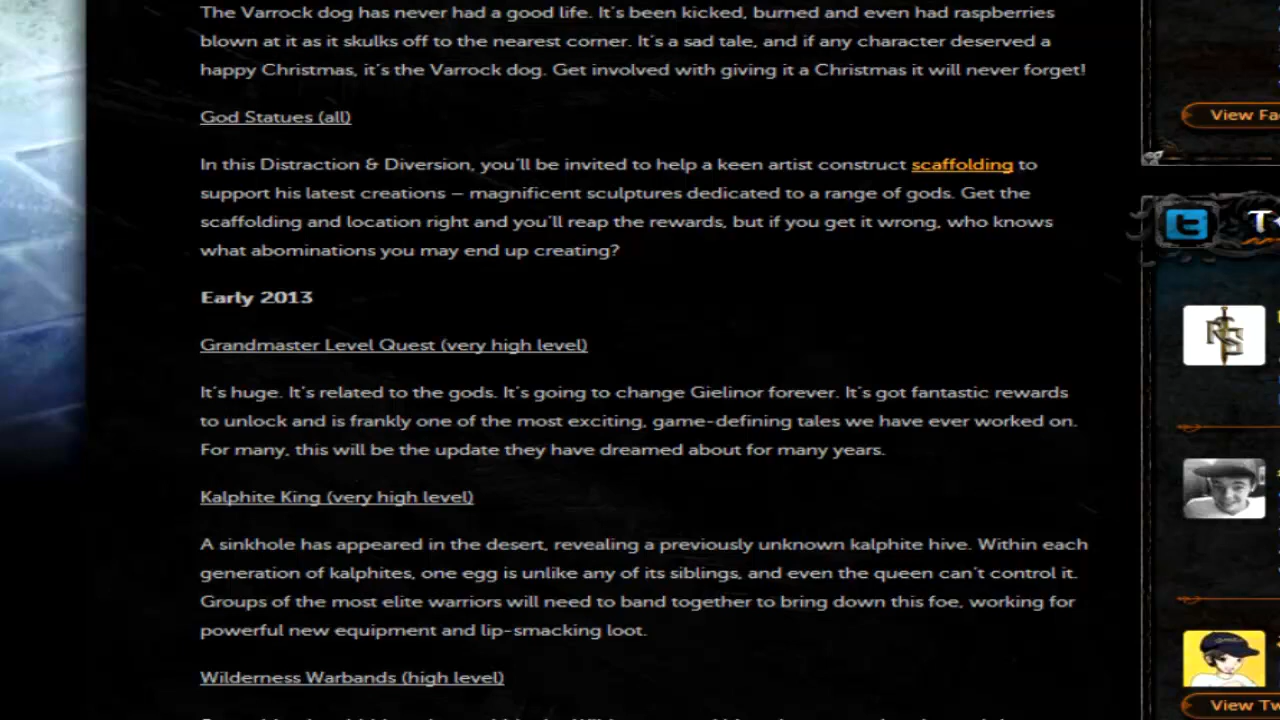 The Varrock dog has never had a good life. It's been kicked, burned and even had raspberries
blown at it as it skulks off to the nearest corner. It's a sad tale, and if any character deserved a
happy Christmas, it's the Varrock dog. Get involved with giving it a Christmas it will never forget!
God Statues (all)
In this Distraction & Diversion, you'll be invited to help a keen artist construct scaffolding to
support his latest creations – magnificent sculptures dedicated to a range of gods. Get the
scaffolding and location right and you'll reap the rewards, but if you get it wrong, who knows
what abominations you may end up creating?
Early 2013
Grandmaster Level Quest (very high level)
It's huge. It's related to the gods. It's going to change Gielinor forever. It's got fantastic rewards
to unlock and is frankly one of the most exciting, game-defining tales we have ever worked on.
For many, this will be the update they have dreamed about for many years.
Kalphite King (very high level)
A sinkhole has appeared in the desert, revealing a previously unknown kalphite hive. Within each
generation of kalphites, one egg is unlike any of its siblings, and even the queen can't control it.
Groups of the most elite warriors will need to band together to bring down this foe, working for
powerful new equipment and lip-smacking loot.
Wilderness Warbands (high level)
View Fa
RS
View Tw